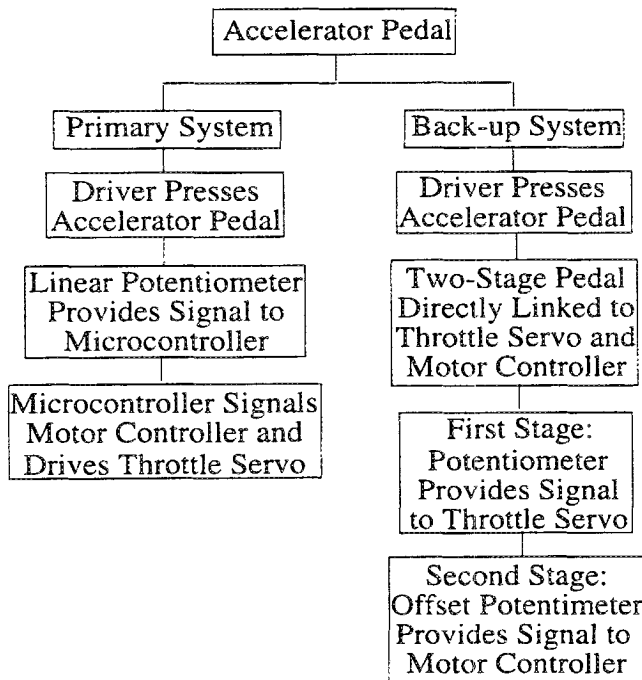 Accelerator Pedal
Primary System
Driver Presses
Accelerator Pedal
Linear Potentiometer
Provides Signal to
Microcontroller
Microcontroller Signals
Motor Controller and
Drives Throttle Servo
Back-up System
Driver Presses
Accelerator Pedal
Two-Stage Pedal
Directly Linked to
Throttle Servo and
Motor Controller
First Stage:
Potentiometer
Provides Signal
to Throttle Servo
Second Stage:
Offset Potentimeter
Provides Signal to
Motor Controller